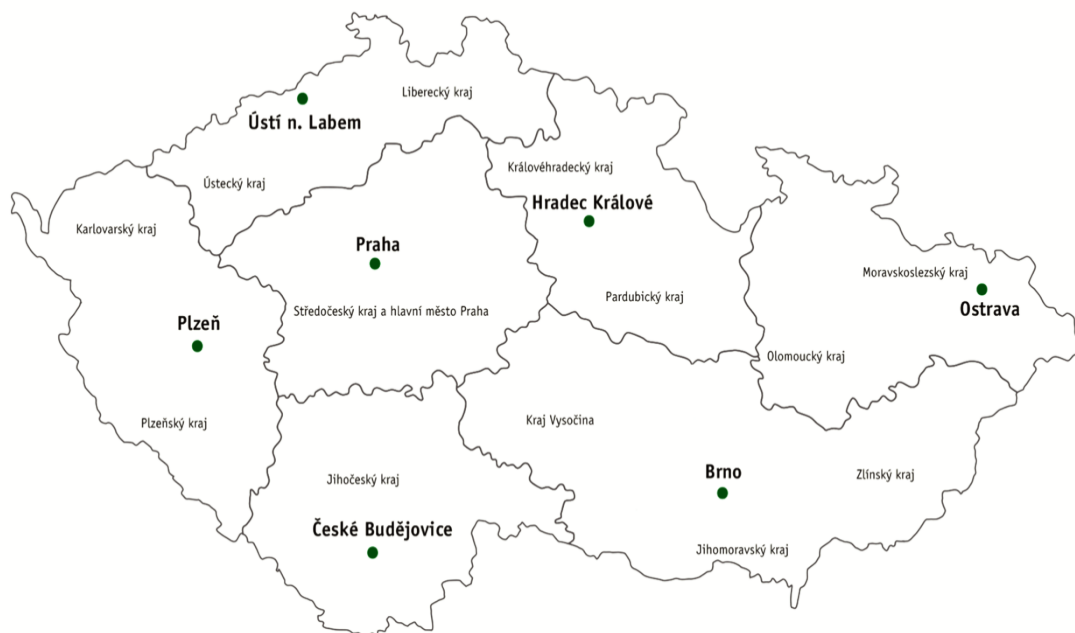 Liberecký kraj
Ústí n. Labem
Královéhradecký kraj
Ústecký kraj
Hradec Králové
Karlovarský kraj
Praha
Moravskoslezský kraj
Pardubický kraj
Středočeský kraj a hlavní město Praha
Ostrava
Plzeň
Olomoucký kraj
Kraj Vysočina
Plzeňský kraj
Brno
Zlínský kraj
Jihočeský kraj
České Budějovice
Jihomoravský kraj